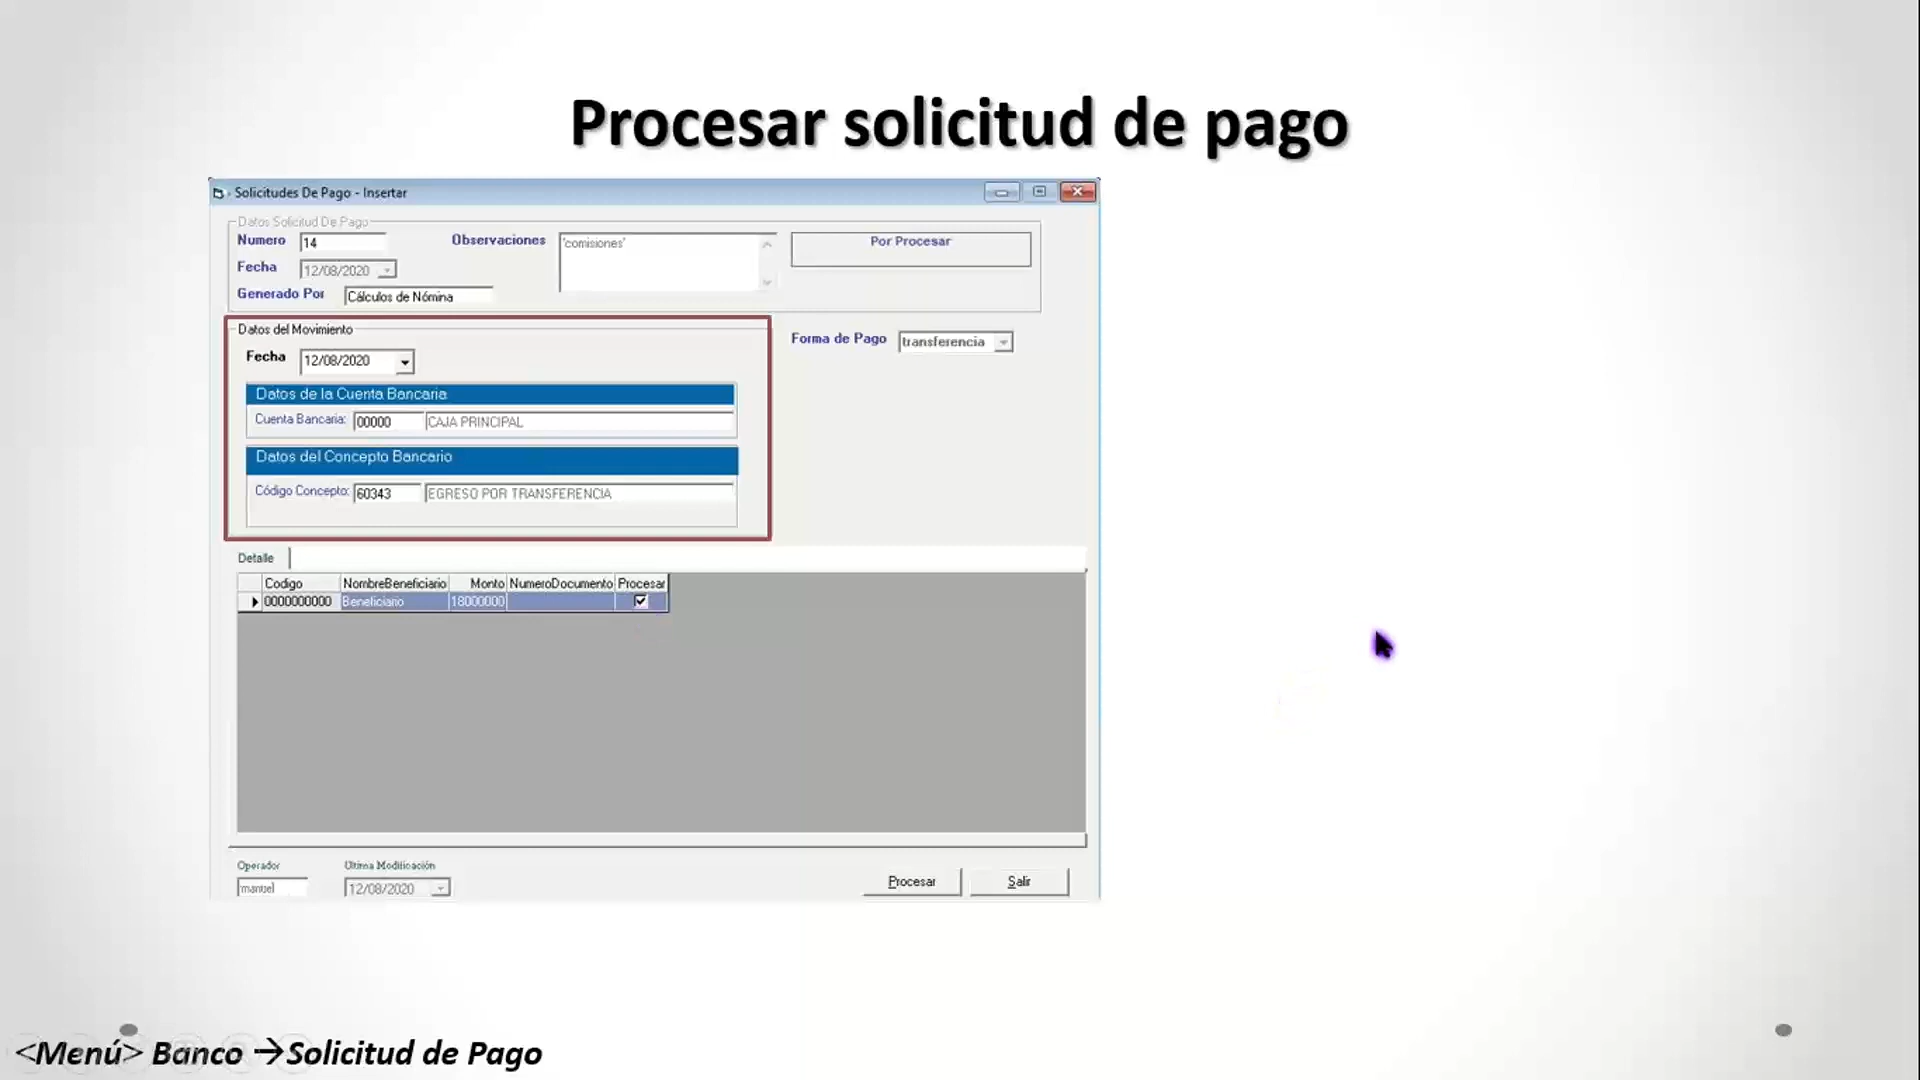 Procesar solicitud de pago
Solicitudes De Pago - Insertar
Datos Solicitud De Pago
Numero 14 Observaciones 'comisiones' Por Procesar
Fecha 12/08/2020
Generado Por Cálculos de Nómina
Datos del Movimiento
Fecha 12/08/2020 Forma de Pago transferencia
Datos de la Cuenta Bancaria
Cuenta Bancaria: 00000 CAJA PRINCIPAL
Datos del Concepto Bancario
Código Concepto: 60343 EGRESO POR TRANSFERENCIA
Detalle
Codigo NombreBeneficiario Monto NumeroDocumento Procesar
0000000000 Beneficiario 18000000
Operador Ultima Modificación
manuel 12/08/2020 Procesar Salir
<Menú> Banco →Solicitud de Pago